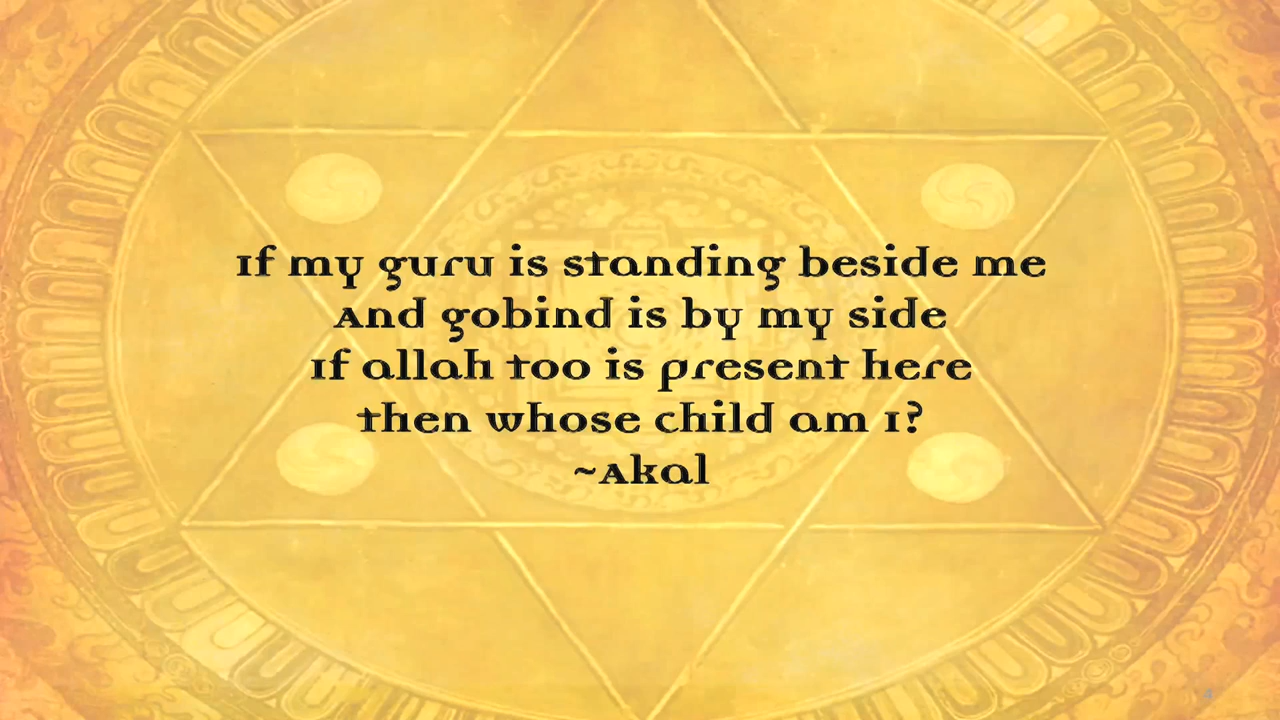 If my guru is standing beside me
And gobind is by my side
If allah too is present here
then whose child am I?
~Akal
4